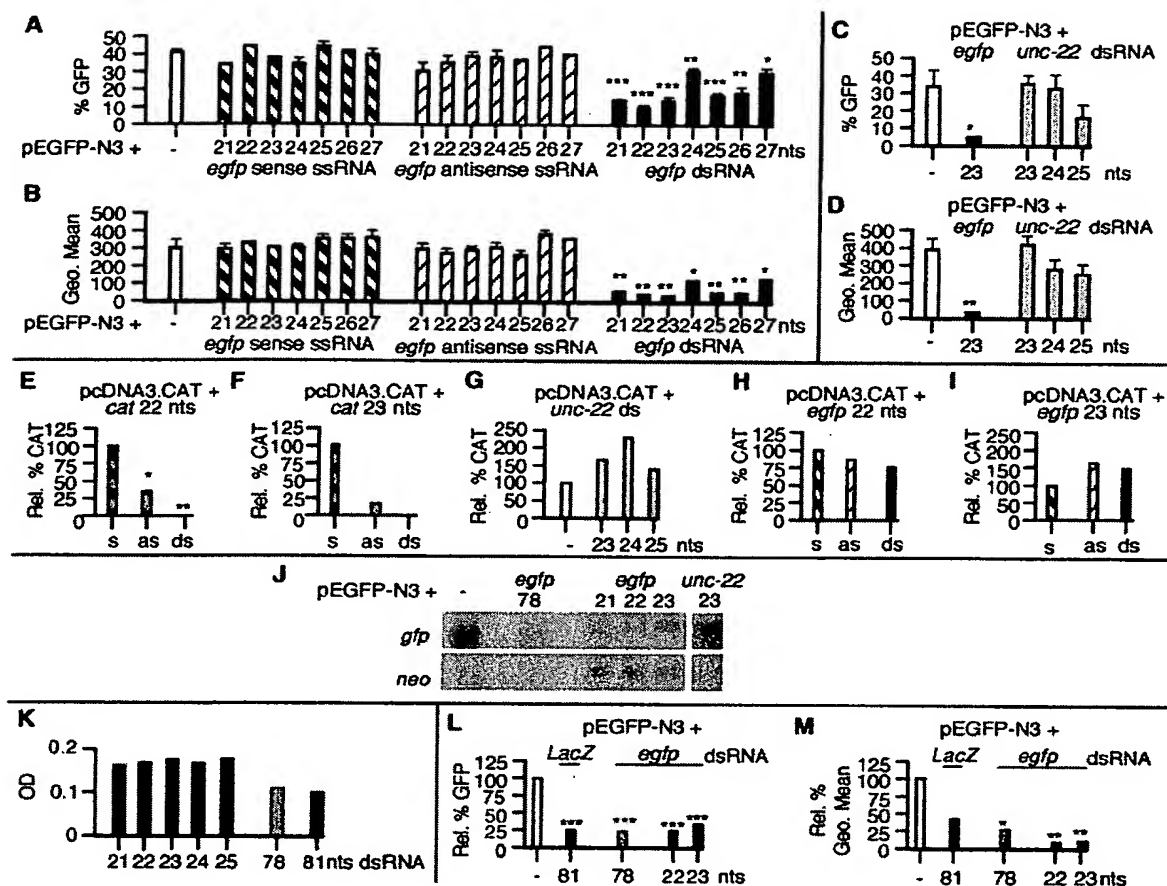 A
% GFP
50
40
30
20
10
0
*** *** *** ** *** ** *
pEGFP-N3 + - 21 22 23 24 25 26 27 21 22 23 24 25 26 27 21 22 23 24 25 26 27nts
egfp sense ssRNA egfp antisense ssRNA egfp dsRNA
B
Geo. Mean
500
400
300
200
100
0
** ** ** * ** ** *
pEGFP-N3 + - 21 22 23 24 25 26 27 21 22 23 24 25 26 27 21 22 23 24 25 26 27nts
egfp sense ssRNA egfp antisense ssRNA egfp dsRNA
C
pEGFP-N3 +
egfp unc-22 dsRNA
% GFP
50
40
30
20
10
0
*
- 23 23 24 25 nts
D
pEGFP-N3 +
egfp unc-22 dsRNA
Geo. Mean
500
400
300
200
100
0
**
- 23 23 24 25 nts
E
pcDNA3.CAT +
cat 22 nts
Rel. % CAT
125
100
75
50
25
* **
s as ds
F
pcDNA3.CAT +
cat 23 nts
Rel. % CAT
125
100
75
50
25
s as ds
G
pcDNA3.CAT +
unc-22 ds
Rel. % CAT
250
200
150
100
50
0
- 23 24 25 nts
H
pcDNA3.CAT +
egfp 22 nts
Rel. % CAT
125
100
75
50
25
0
s as ds
I
pcDNA3.CAT +
egfp 23 nts
Rel. % CAT
250
200
150
100
50
0
s as ds
J
egfp egfp unc-22
pEGFP-N3 + - 78 21 22 23 23
gfp
neo
K
OD
0.2
0.1
0
21 22 23 24 25 78 81nts dsRNA
L
pEGFP-N3 +
LacZ egfp dsRNA
Rel. % GFP
125
100
75
50
25
0
*** *** *** ***
- 81 78 22 23 nts
M
pEGFP-N3 +
LacZ egfp dsRNA
Rel. %
Geo. Mean
125
100
75
50
25
0
* ** **
- 81 78 22 23 nts